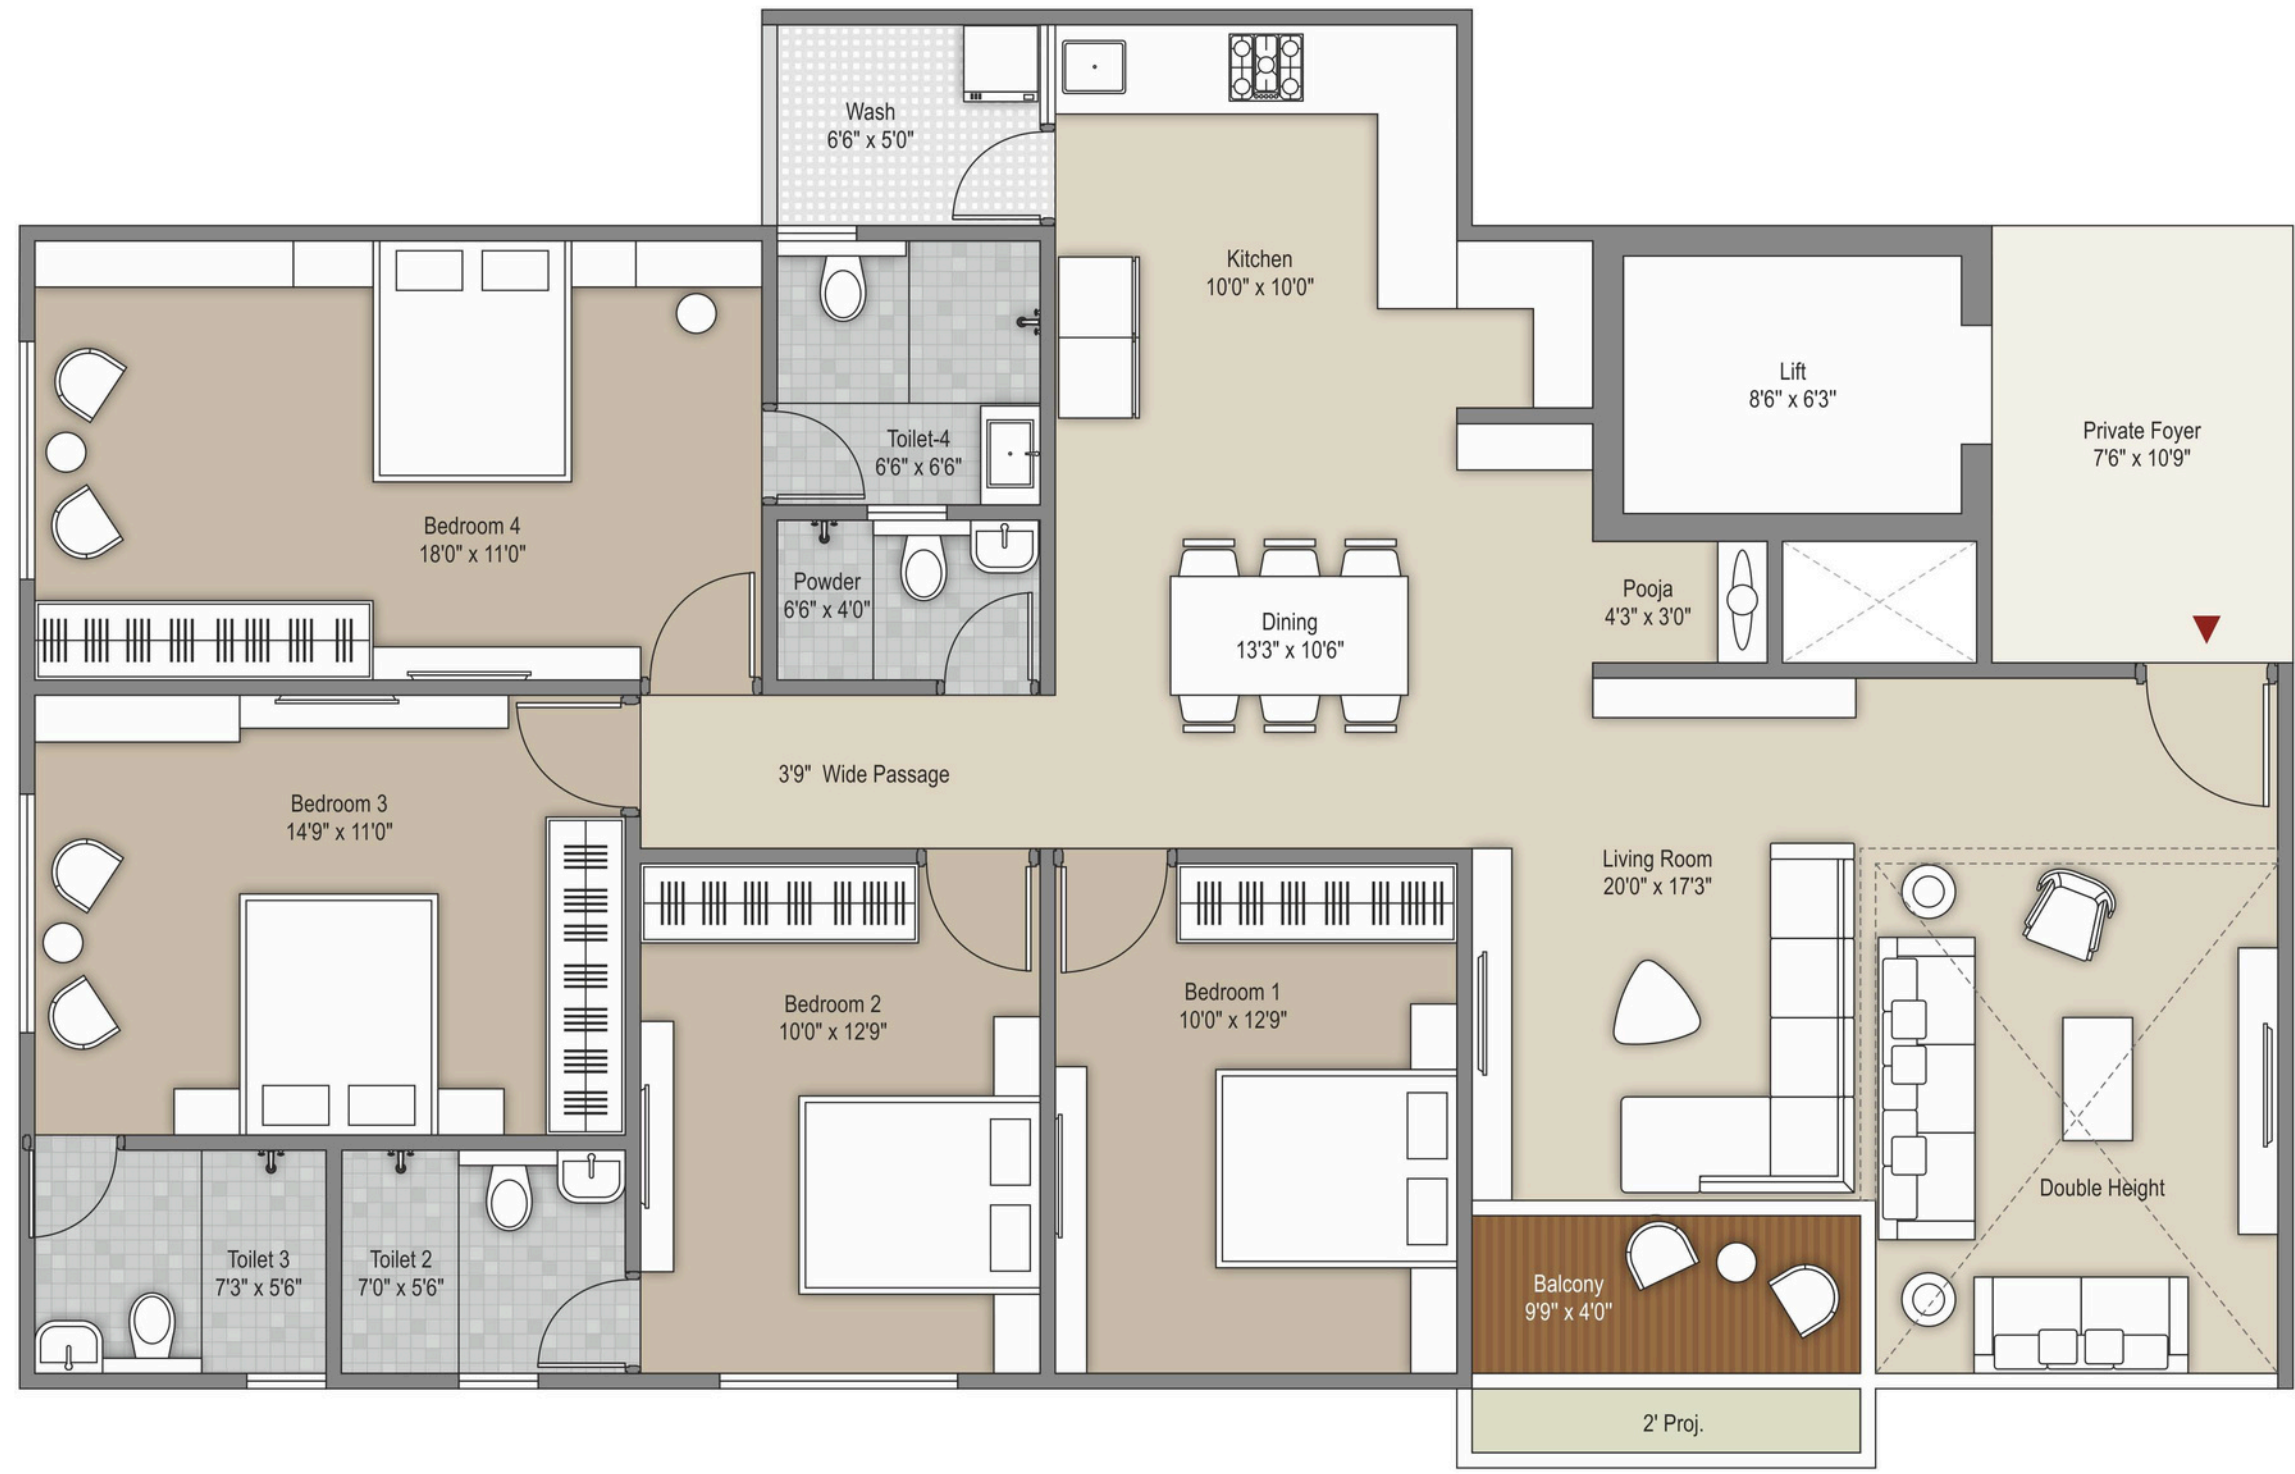 Wash
6'6" x 5'0"
Kitchen
10'0" x 10'0"
Lift
8'6" x 6'3"
Private Foyer
7'6" x 10'9"
Toilet-4
6'6" x 6'6"
Bedroom 4
18'0" x 11'0"
Powder
6'6" x 4'0"
Dining
13'3" x 10'6"
Pooja
4'3" x 3'0"
3'9" Wide Passage
Bedroom 3
14'9" x 11'0"
Living Room
20'0" x 17'3"
Bedroom 2
10'0" x 12'9"
Bedroom 1
10'0" x 12'9"
Double Height
Toilet 3
7'3" x 5'6"
Toilet 2
7'0" x 5'6"
Balcony
9'9" x 4'0"
2' Proj.